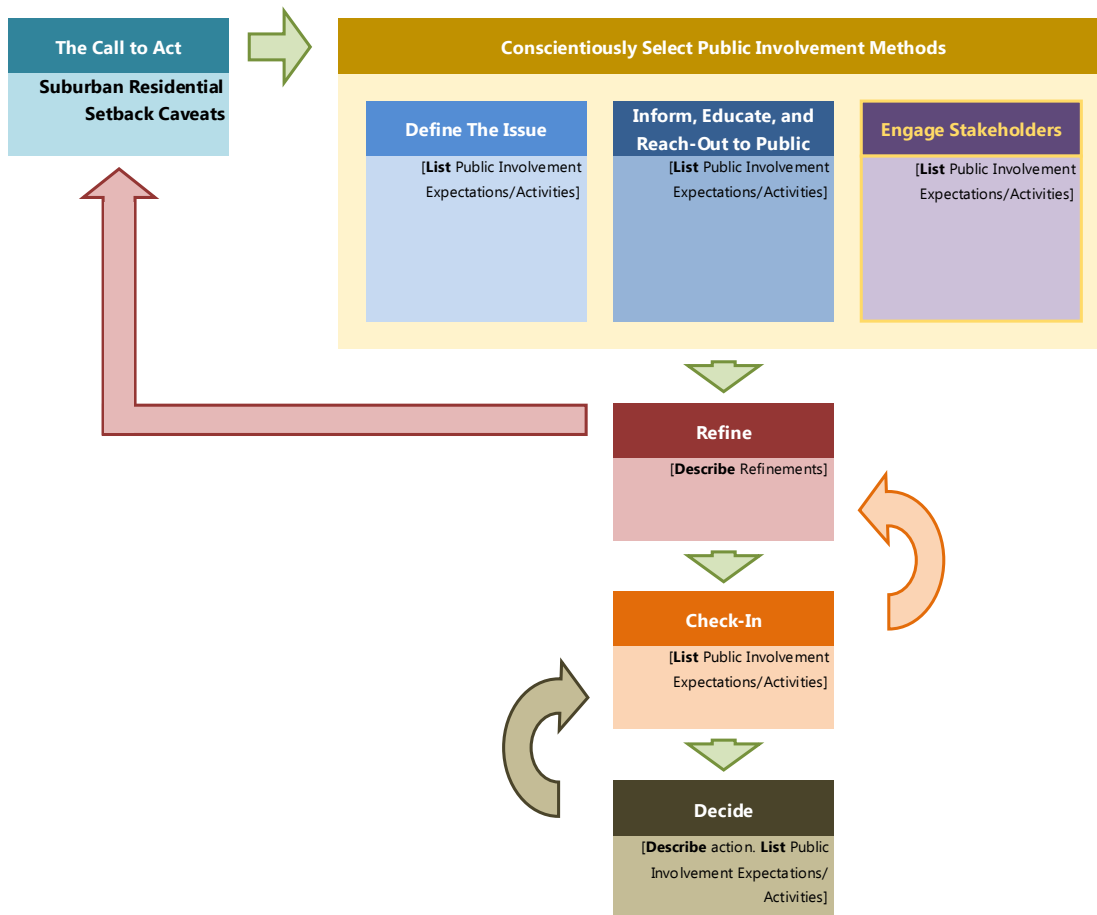 The Call to Act
Suburban Residential
Setback Caveats
Conscientiously Select Public Involvement Methods
Define The Issue
[List Public Involvement
Expectations/Activities]
Inform, Educate, and
Reach-Out to Public
[List Public Involvement
Expectations/Activities]
Engage Stakeholders
[List Public Involvement
Expectations/Activities]
Refine
[Describe Refinements]
Check-In
[List Public Involvement
Expectations/Activities]
Decide
[Describe action. List Public
Involvement Expectations/
Activities]